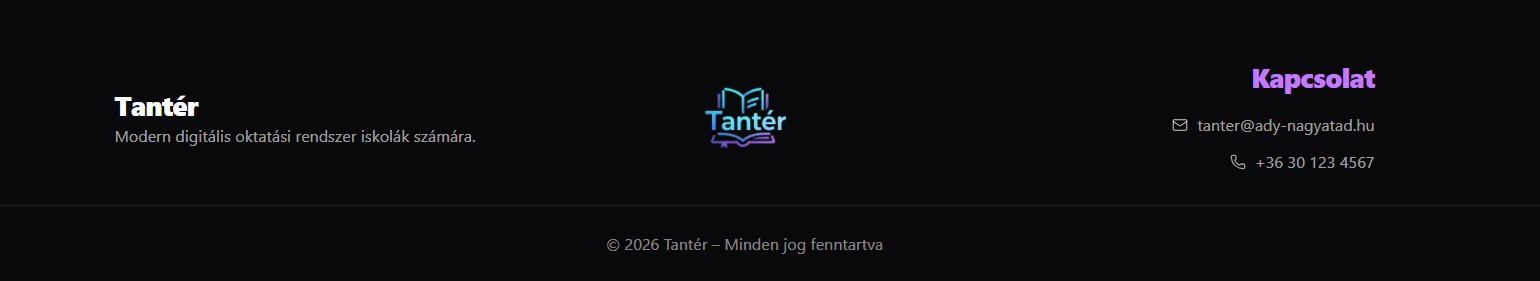 Tantér
Modern digitális oktatási rendszer iskolák számára.
Tantér
Kapcsolat
tanter@ady-nagyatad.hu
+36 30 123 4567
© 2026 Tantér – Minden jog fenntartva